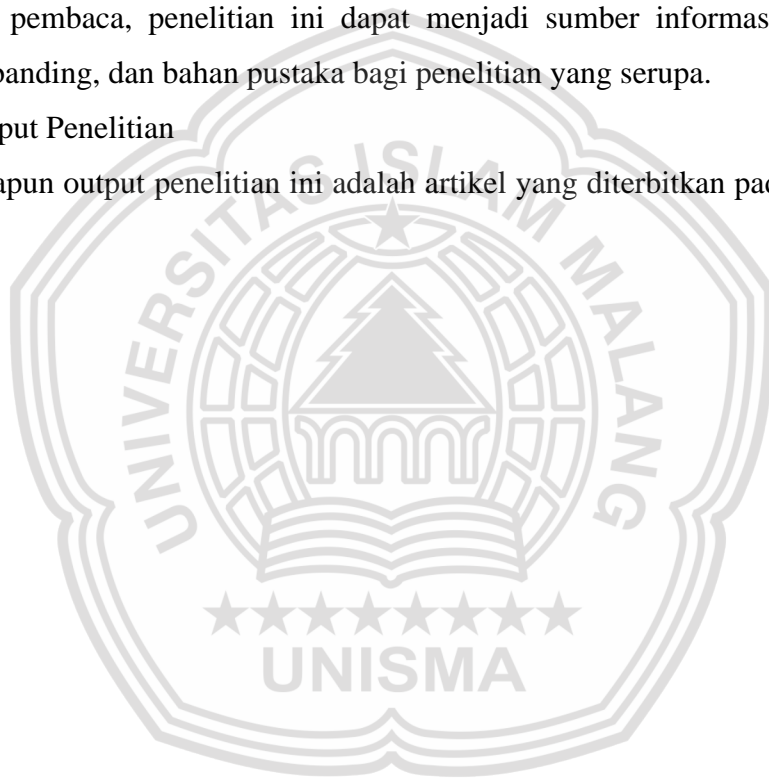 pembaca, penelitian ini dapat menjadi sumber informas
banding, dan bahan pustaka bagi penelitian yang serupa.
put Penelitian
apun output penelitian ini adalah artikel yang diterbitkan pad
UNIVERSITAS ISLAM MALANG
UNISMA